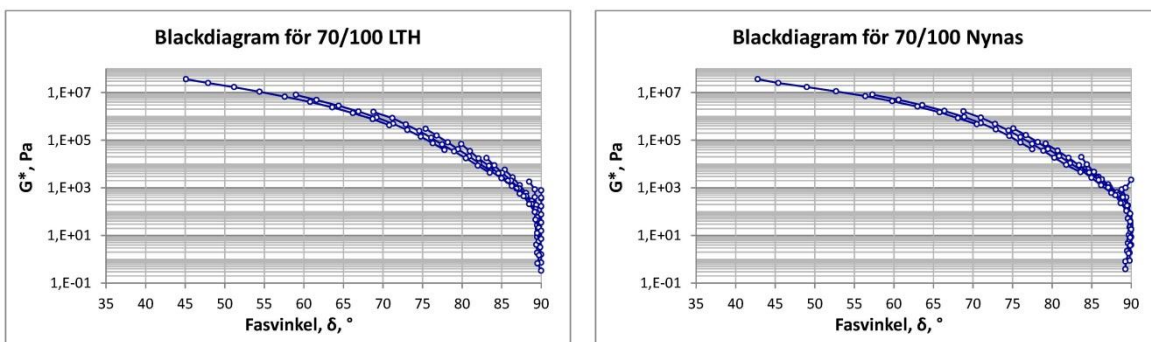 Blackdiagram för 70/100 LTH
G*, Pa
1,E+07
1,E+05
1,E+03
1,E+01
1,E-01
35 40 45 50 55 60 65 70 75 80 85 90
Fasvinkel, δ, °
Blackdiagram för 70/100 Nynas
G*, Pa
1,E+07
1,E+05
1,E+03
1,E+01
1,E-01
35 40 45 50 55 60 65 70 75 80 85 90
Fasvinkel, δ, °